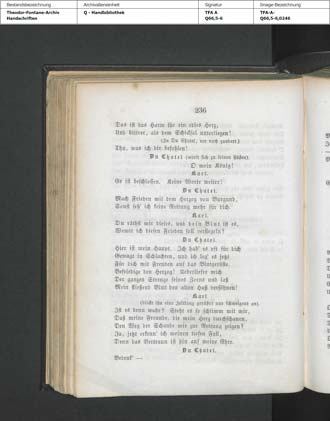 Bestandsbezeichnung Archivalieneinheit Signatur Image-Bezeichnung
Theodor-Fontane-Archiv Q - Handbibliothek TFA A TFA-A-
Handschriften Q66,5-6 Q66,5-6,0246
236
Das ist das Harte für ein edles Herz,
Und bittrer, als dem Schicksal unterliegen!
(Zu Du Chatel, der noch zaudert.)
Thu, was ich dir befohlen!
Du Chatel (wirft sich zu seinen Füßen).
O mein König!
Karl.
Es ist beschlossen. Keine Worte weiter!
Du Chatel.
Mach' Frieden mit dem Herzog von Burgund,
Sonst seh' ich keine Rettung mehr für dich.
Karl.
Du räthst mir dieses, und dein Blut ist es,
Womit ich diesen Frieden soll versiegeln?
Du Chatel.
Hier ist mein Haupt. Ich hab' es oft für dich
Gewagt in Schlachten, und ich leg' es jetzt
Für dich mit Freuden auf das Blutgerüste.
Befriedige den Herzog! Ueberliefre mich
Der ganzen Strenge seines Zorns und laß
Mein fließend Blut den alten Haß versöhnen!
Karl
(blickt ihn eine Zeitlang gerührt und schweigend an).
Ist es denn wahr? Steht es so schlimm mit mir,
Daß meine Freunde, die mein Herz durchschauen,
Den Weg der Schande mir zur Rettung zeigen?
Ja, jetzt erkenn' ich meinen tiefen Fall,
Denn das Vertraun ist hin auf meine Ehre.
Du Chatel.
Bedenk' —